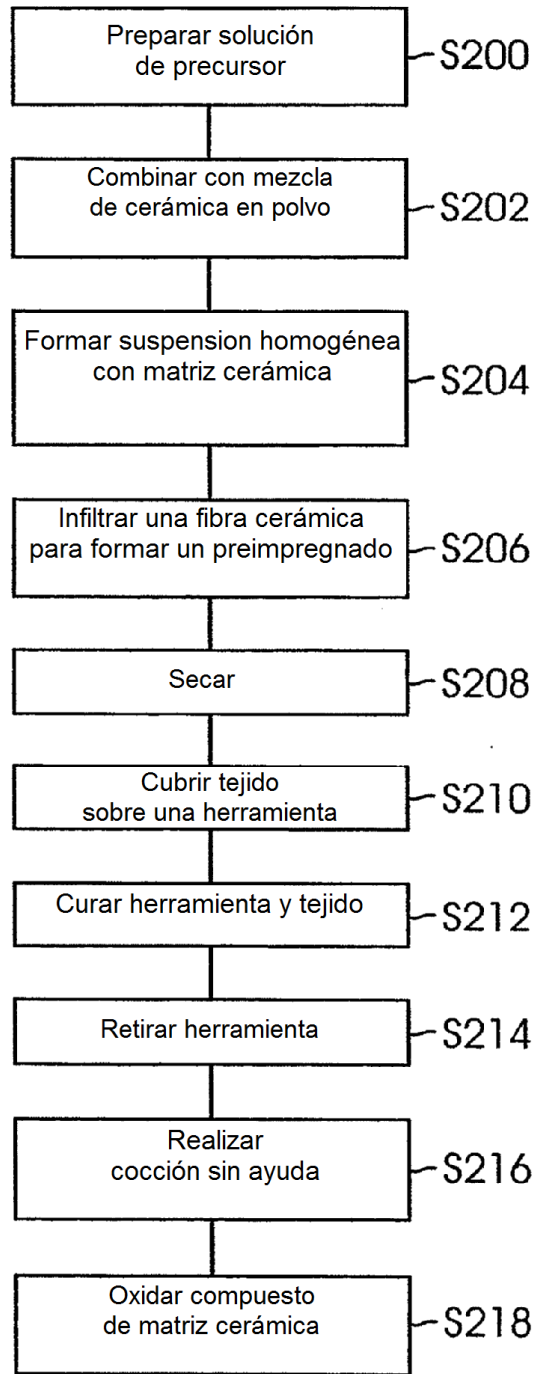 Preparar solución
de precursor
S200
Combinar con mezcla
de cerámica en polvo
S202
Formar suspension homogénea
con matriz cerámica
S204
Infiltrar una fibra cerámica
para formar un preimpregnado
S206
Secar
S208
Cubrir tejido
sobre una herramienta
S210
Curar herramienta y tejido
S212
Retirar herramienta
S214
Realizar
cocción sin ayuda
S216
Oxidar compuesto
de matriz cerámica
S218